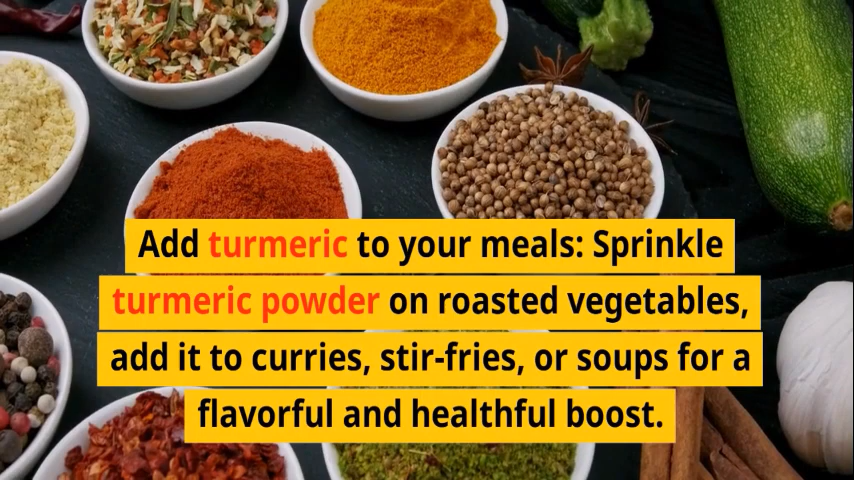 Add turmeric to your meals: Sprinkle
turmeric powder on roasted vegetables,
add it to curries, stir-fries, or soups for a
flavorful and healthful boost.